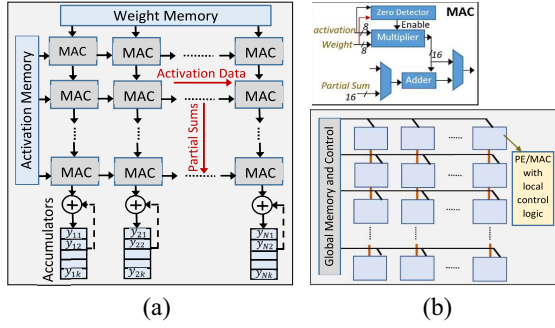 Weight Memory
Activation Memory
MAC MAC MAC
Activation Data
MAC MAC MAC
Partial Sums
MAC MAC MAC
Accumulators
y11 y21 yN1
y12 y22 yN2
y1k y2k yNk
(a)
MAC
Zero Detector
Enable
activation 8
Multiplier
Weight 8
16
Partial Sum
16
Adder
Global Memory and Control
PE/MAC
with local
control
logic
(b)